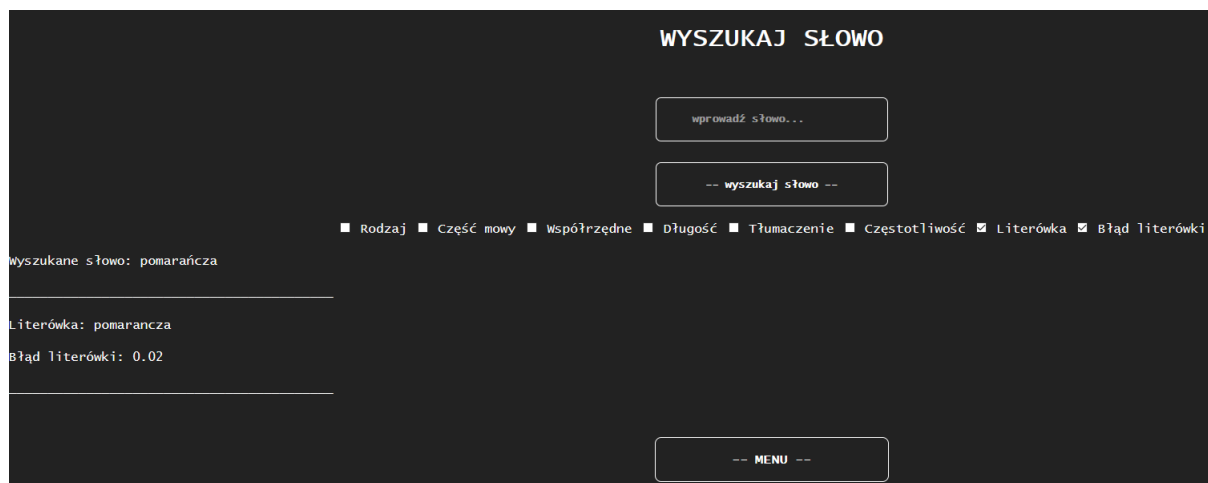 WYSZUKAJ SŁOWO
wprowadź słowo...
-- wyszukaj słowo --
Rodzaj Część mowy Współrzędne Długość Tłumaczenie Częstotliwość Literówka Błąd literówki
Wyszukane słowo: pomarańcza
Literówka: pomarancza
Błąd literówki: 0.02
-- MENU --